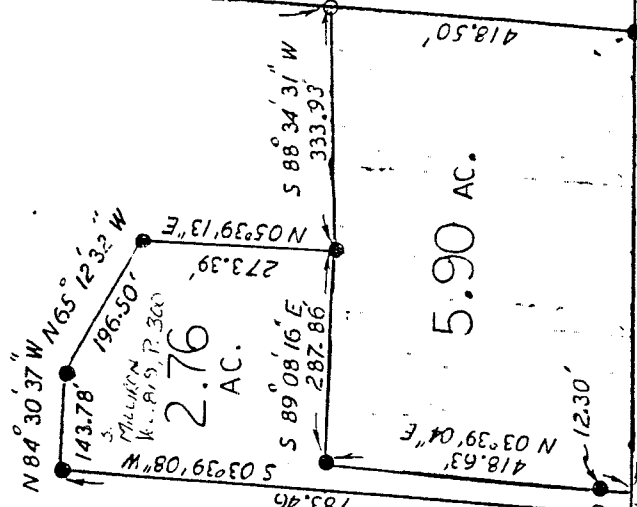 418.50'
S 88° 34' 31" W
333.93'
N 65° 12' 32" W
196.50'
N 05°39'13" E
273.39'
N 84° 30' 37" W
143.78'
S.
MILLIKEN
P. 300
2.76
AC.
5.90 AC.
S 89° 08' 16" E
287.86'
S 03°39'08" W
N 03°39'04" E
418.63'
12.30'